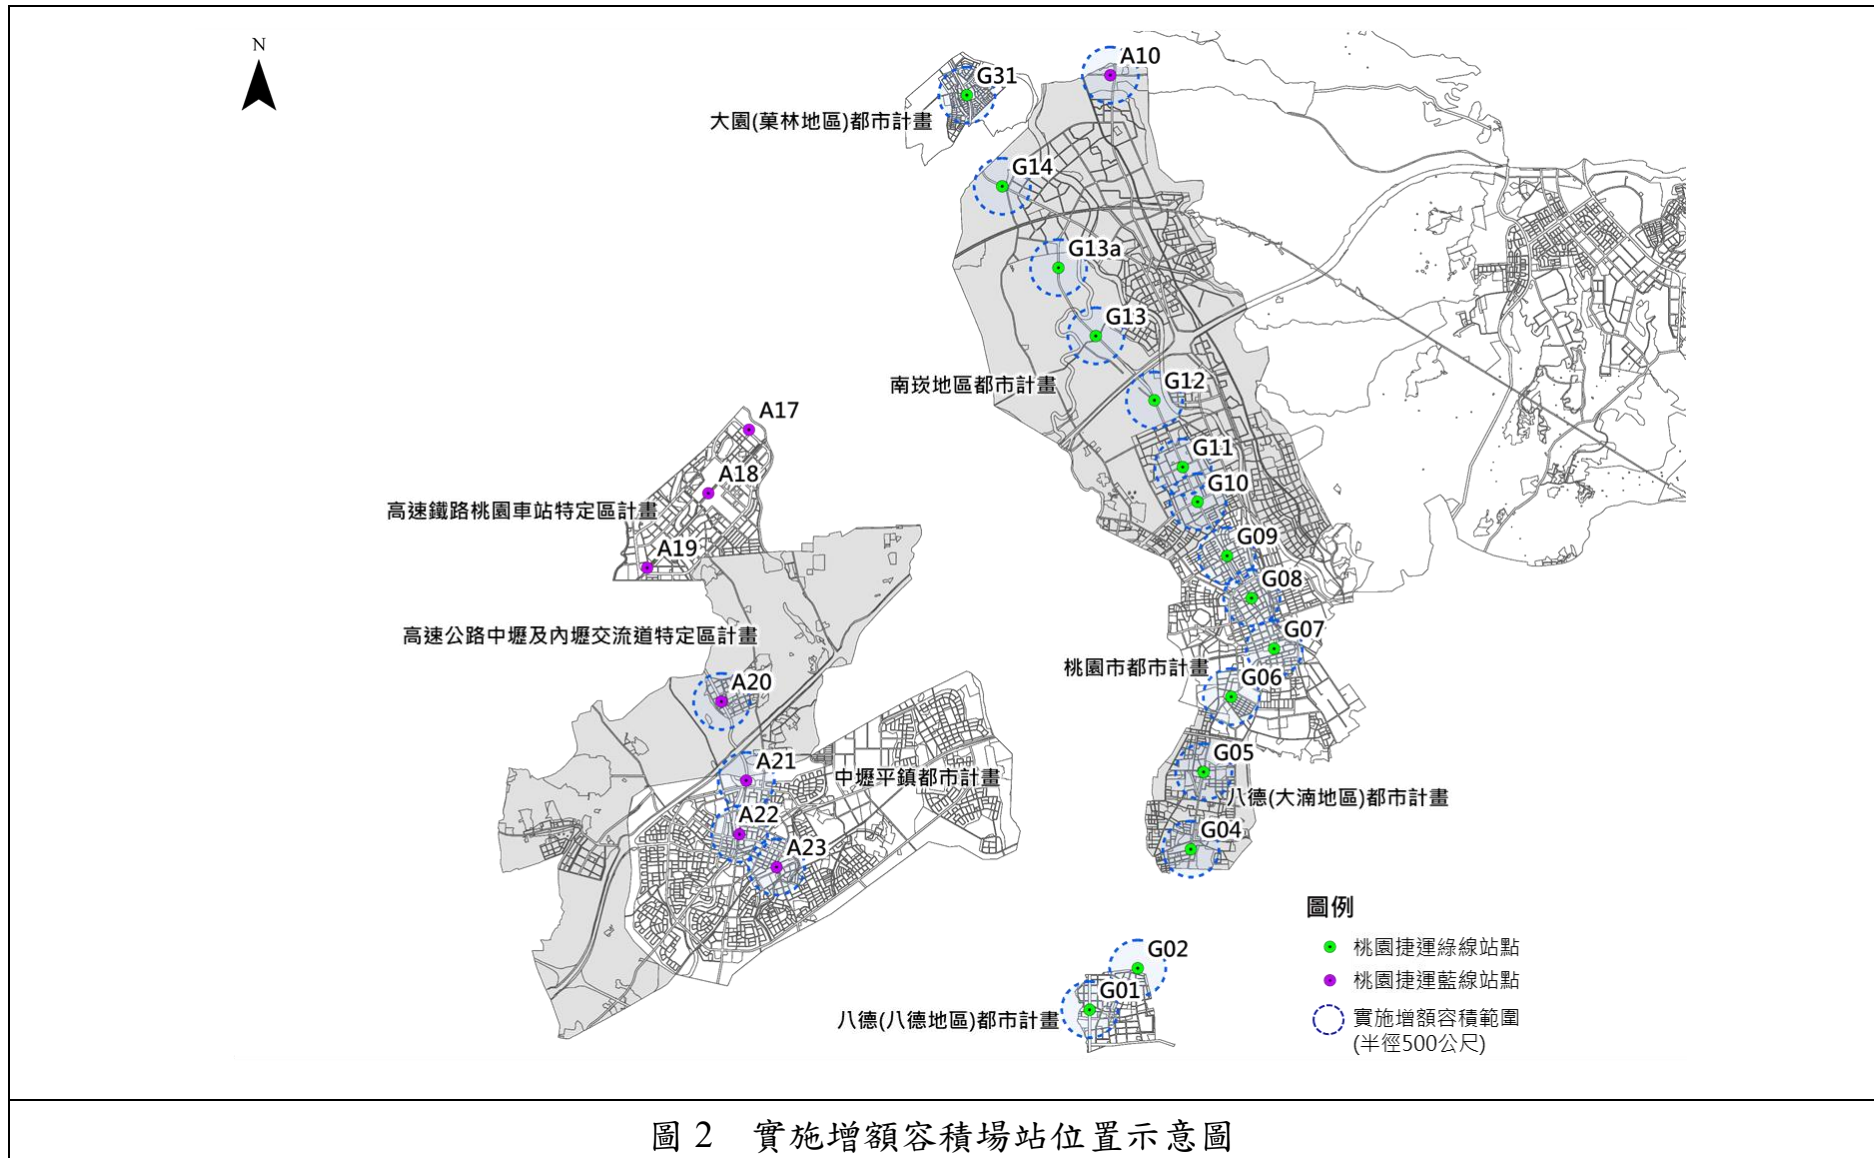 N
A10
G31
大園(菓林地區)都市計畫
G14
G13a
G13
南崁地區都市計畫
G12
A17
G11
A18
G10
高速鐵路桃園車站特定區計畫
A19
G09
G08
高速公路中壢及內壢交流道特定區計畫
G07
桃園市都市計畫
G06
A20
G05
A21
中壢平鎮都市計畫
八德(大湳地區)都市計畫
A22
G04
A23
圖例
桃園捷運綠線站點
桃園捷運藍線站點
實施增額容積範圍
(半徑500公尺)
G02
G01
八德(八德地區)都市計畫
圖 2 實施增額容積場站位置示意圖